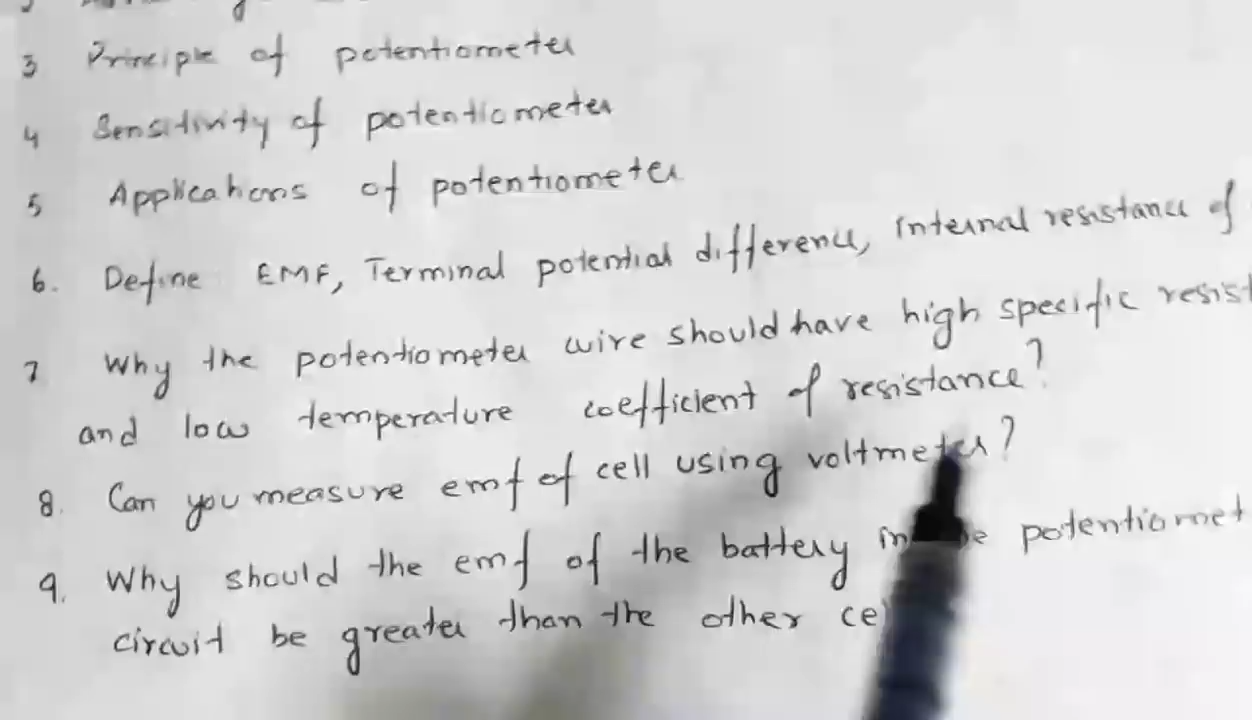 3 Principle of potentiometer
4 Sensitivity of potentiometer
5 Applications of potentiometer
6. Define EMF, Terminal potential difference, internal resistance of
7 Why the potentiometer wire should have high specific resist
and low temperature coefficient of resistance?
8. Can you measure emf of cell using voltmeter?
9. Why should the emf of the battery in potentiomet
circuit be greater than the other ce